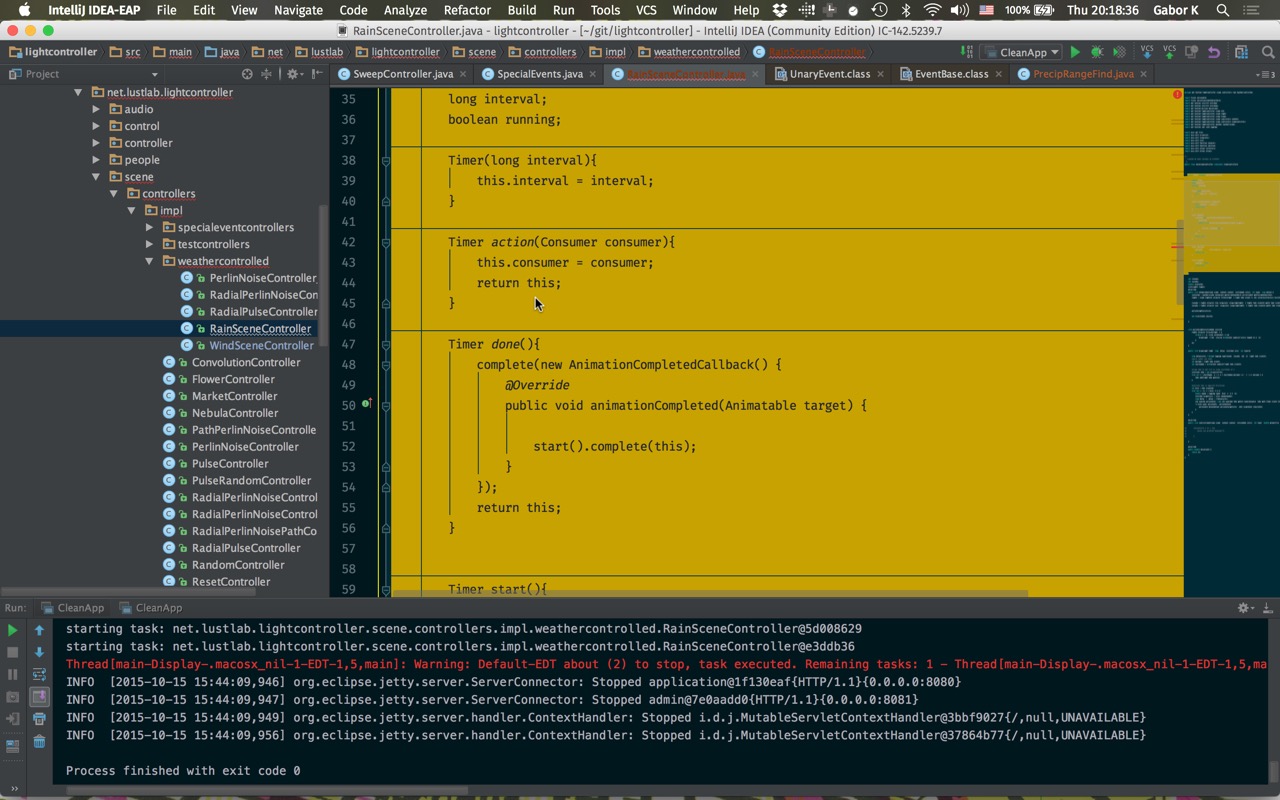 IntelliJ IDEA-EAP File Edit View Navigate Code Analyze Refactor Build Run Tools VCS Window Help 100% Thu 20:18:36 Gabor K
RainSceneController.java - lightcontroller - [~/git/lightcontroller] - IntelliJ IDEA (Community Edition) IC-142.5239.7
lightcontroller src main java net lustlab lightcontroller scene controllers impl weathercontrolled RainSceneController CleanApp VCS VCS
Project SweepController.java SpecialEvents.java RainSceneController.java UnaryEvent.class EventBase.class PrecipRangeFind.java
net.lustlab.lightcontroller
audio
control
controller
people
scene
controllers
impl
specialeventcontrollers
testcontrollers
weathercontrolled
PerlinNoiseController
RadialPerlinNoiseCon
RadialPulseController
RainSceneController
WindSceneController
ConvolutionController
FlowerController
MarketController
NebulaController
PathPerlinNoiseControlle
PerlinNoiseController
PulseController
PulseRandomController
RadialPerlinNoiseControl
RadialPerlinNoiseControl
RadialPerlinNoisePathCo
RadialPulseController
RandomController
ResetController
35 long interval;
36 boolean running;
37
38 Timer(long interval){
39 this.interval = interval;
40 }
41
42 Timer action(Consumer consumer){
43 this.consumer = consumer;
44 return this;
45 }
46
47 Timer done(){
48 complete(new AnimationCompletedCallback() {
49 @Override
50 public void animationCompleted(Animatable target) {
51
52 start().complete(this);
53 }
54 });
55 return this;
56 }
57
58
59 Timer start(){
Run: CleanApp CleanApp
starting task: net.lustlab.lightcontroller.scene.controllers.impl.weathercontrolled.RainSceneController@5d008629
starting task: net.lustlab.lightcontroller.scene.controllers.impl.weathercontrolled.RainSceneController@e3ddb36
Thread[main-Display-.macosx_nil-1-EDT-1,5,main]: Warning: Default-EDT about (2) to stop, task executed. Remaining tasks: 1 - Thread[main-Display-.macosx_nil-1-EDT-1,5,ma
INFO [2015-10-15 15:44:09,946] org.eclipse.jetty.server.ServerConnector: Stopped application@1f130eaf{HTTP/1.1}{0.0.0.0:8080}
INFO [2015-10-15 15:44:09,947] org.eclipse.jetty.server.ServerConnector: Stopped admin@7e0aadd0{HTTP/1.1}{0.0.0.0:8081}
INFO [2015-10-15 15:44:09,949] org.eclipse.jetty.server.handler.ContextHandler: Stopped i.d.j.MutableServletContextHandler@3bbf9027{/,null,UNAVAILABLE}
INFO [2015-10-15 15:44:09,956] org.eclipse.jetty.server.handler.ContextHandler: Stopped i.d.j.MutableServletContextHandler@37864b77{/,null,UNAVAILABLE}
Process finished with exit code 0